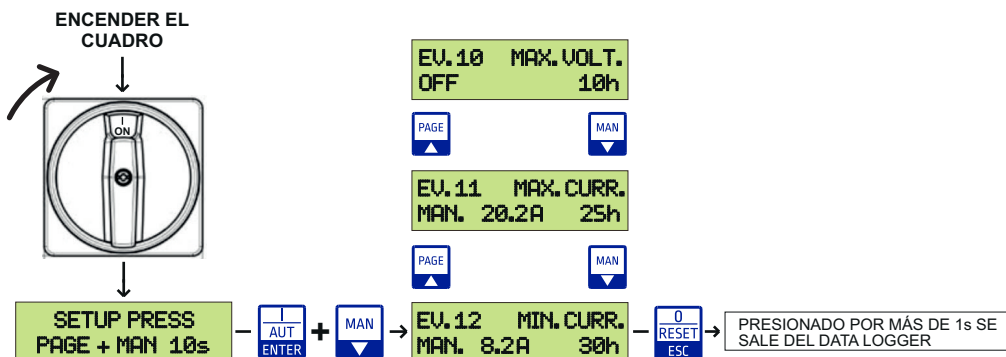 ENCENDER EL
CUADRO
I
ON
EV.10 MAX.VOLT.
OFF 10h
PAGE
MAN
EV.11 MAX.CURR.
MAN. 20.2A 25h
PAGE
MAN
SETUP PRESS
PAGE + MAN 10s
–
I
AUT
ENTER
+
MAN
EV.12 MIN.CURR.
MAN. 8.2A 30h
–
0
RESET
ESC
PRESIONADO POR MÁS DE 1s SE
SALE DEL DATA LOGGER